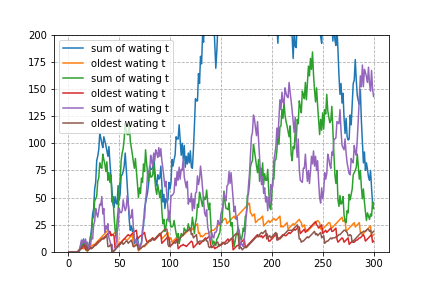 200
175
150
125
100
75
50
25
0
sum of wating t
oldest wating t
sum of wating t
oldest wating t
sum of wating t
oldest wating t
0 50 100 150 200 250 300